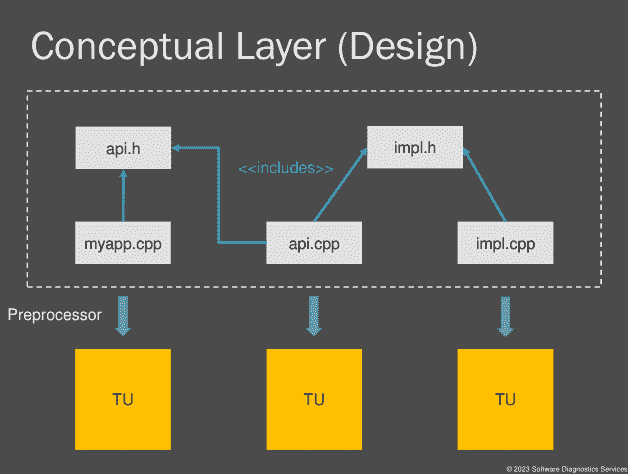 Conceptual Layer (Design)
api.h
<<includes>>
impl.h
myapp.cpp
api.cpp
impl.cpp
Preprocessor
TU
TU
TU
© 2023 Software Diagnostics Services